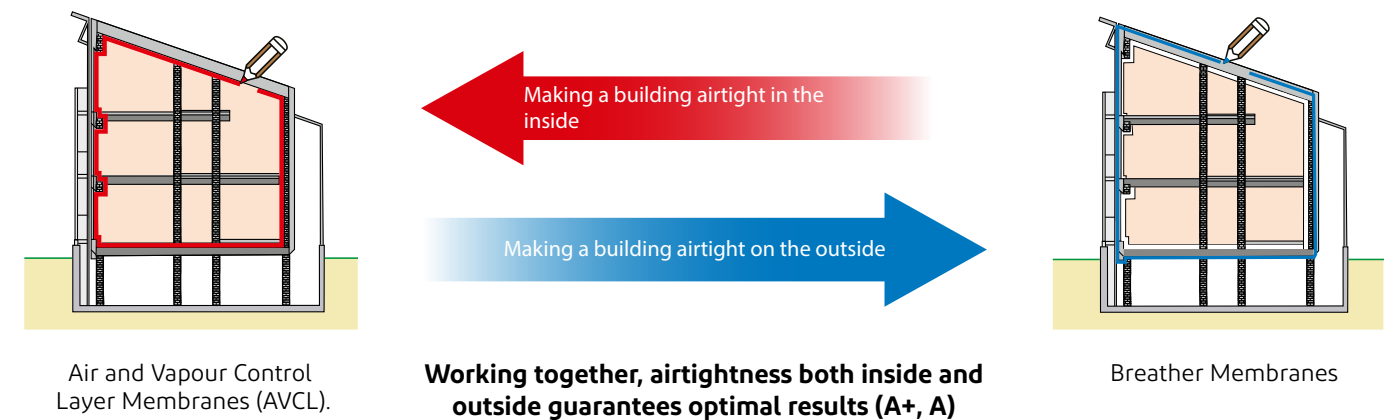 Making a building airtight in the
inside
Making a building airtight on the outside
Air and Vapour Control
Layer Membranes (AVCL).
Working together, airtightness both inside and
outside guarantees optimal results (A+, A)
Breather Membranes